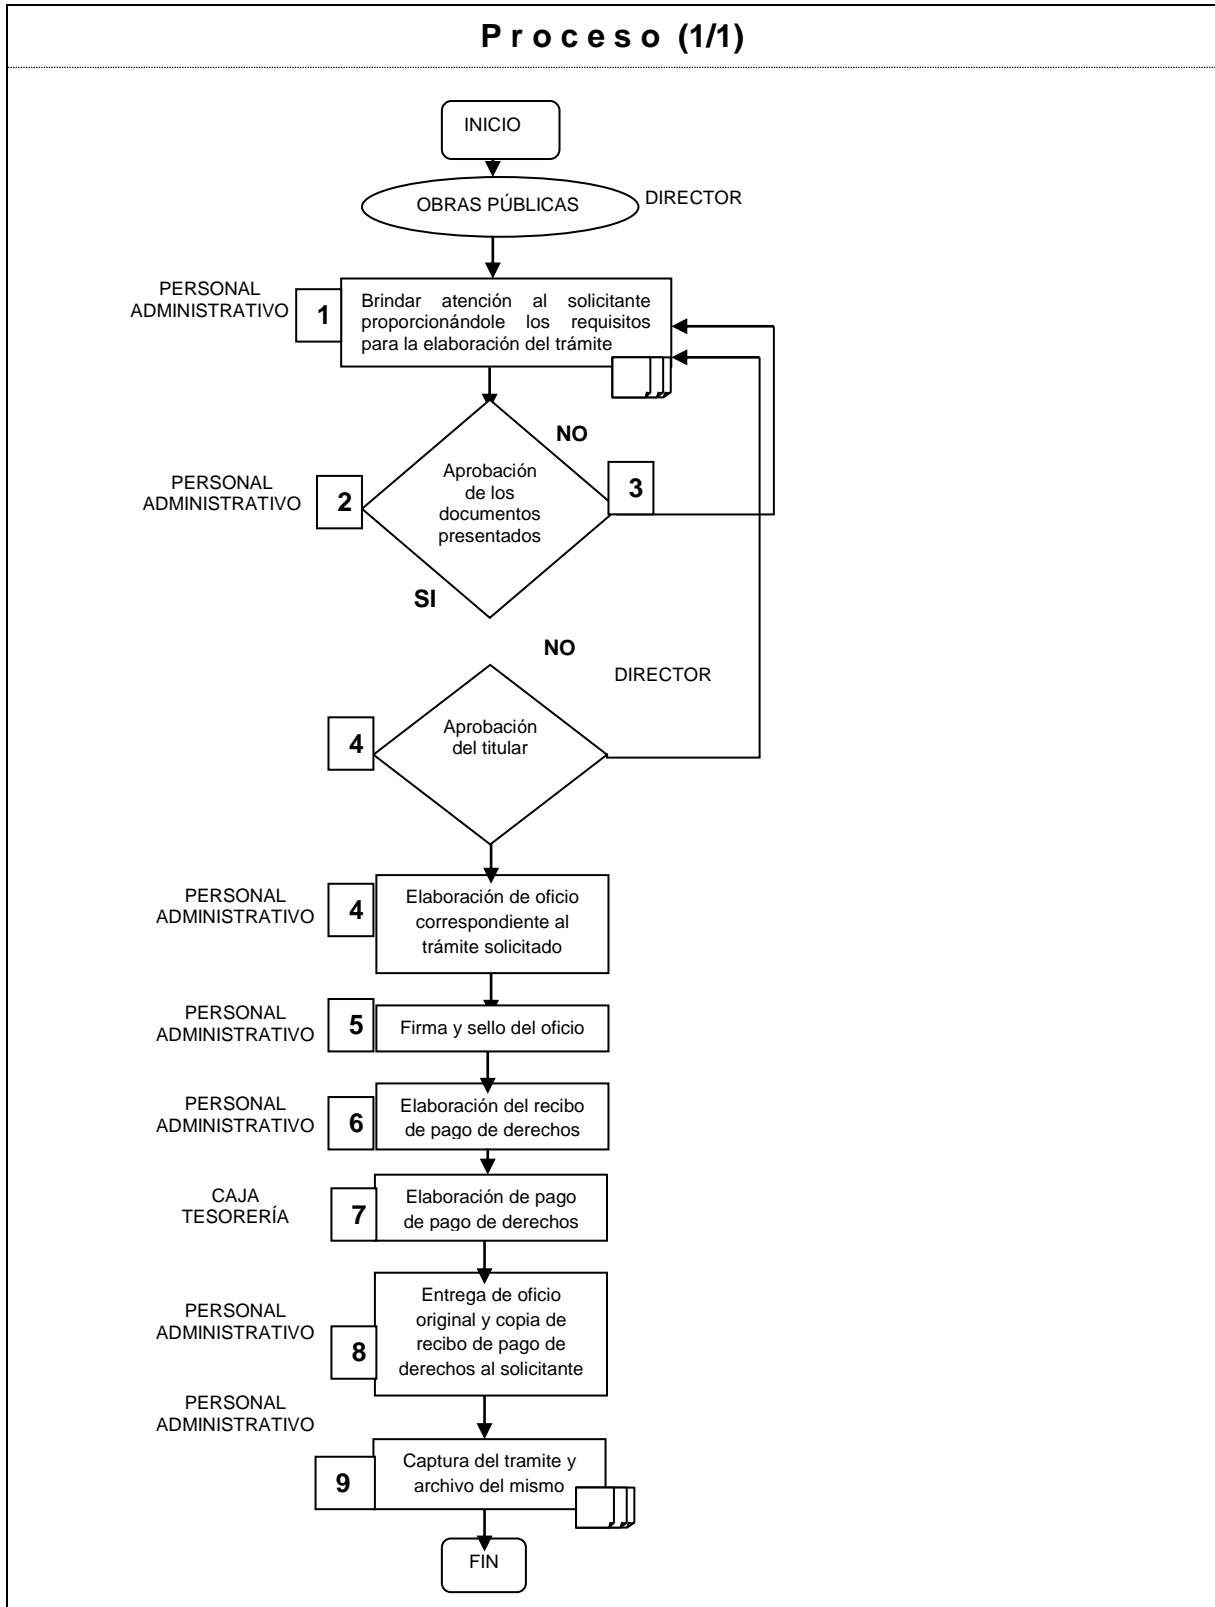 P r o c e s o (1/1)
INICIO
OBRAS PÚBLICAS
DIRECTOR
PERSONAL
ADMINISTRATIVO
1
Brindar atención al solicitante
proporcionándole los requisitos
para la elaboración del trámite
NO
PERSONAL
ADMINISTRATIVO
2
Aprobación
de los
documentos
presentados
3
SI
NO
DIRECTOR
4
Aprobación
del titular
PERSONAL
ADMINISTRATIVO
4
Elaboración de oficio
correspondiente al
trámite solicitado
PERSONAL
ADMINISTRATIVO
5
Firma y sello del oficio
PERSONAL
ADMINISTRATIVO
6
Elaboración del recibo
de pago de derechos
CAJA
TESORERÍA
7
Elaboración de pago
de pago de derechos
PERSONAL
ADMINISTRATIVO
8
Entrega de oficio
original y copia de
recibo de pago de
derechos al solicitante
PERSONAL
ADMINISTRATIVO
9
Captura del tramite y
archivo del mismo
FIN